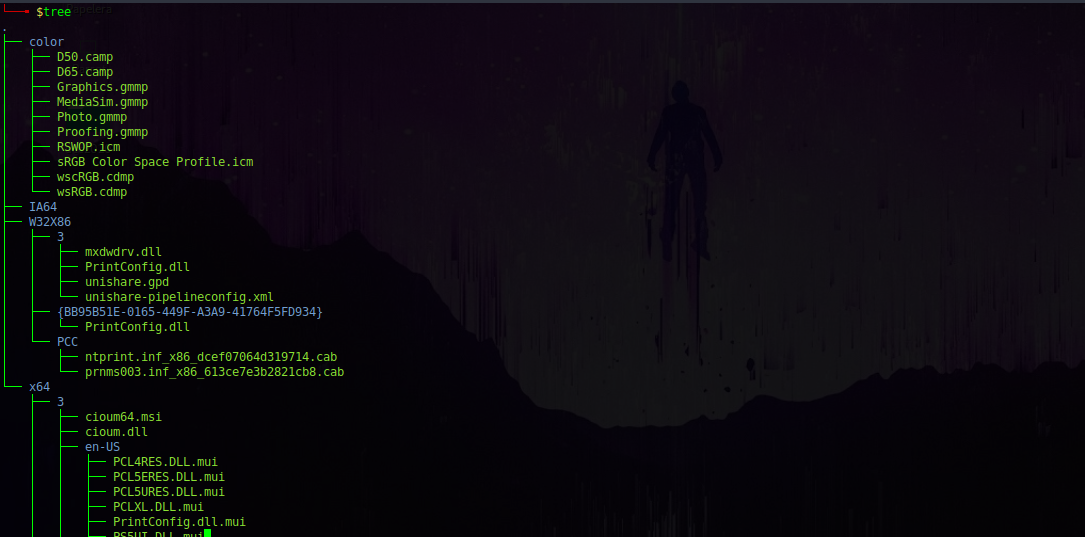 $tree
.
├── color
│   ├── D50.camp
│   ├── D65.camp
│   ├── Graphics.gmmp
│   ├── MediaSim.gmmp
│   ├── Photo.gmmp
│   ├── Proofing.gmmp
│   ├── RSWOP.icm
│   ├── sRGB Color Space Profile.icm
│   ├── wscRGB.cdmp
│   └── wsRGB.cdmp
├── IA64
├── W32X86
│   ├── 3
│   │   ├── mxdwdrv.dll
│   │   ├── PrintConfig.dll
│   │   ├── unishare.gpd
│   │   └── unishare-pipelineconfig.xml
│   ├── {BB95B51E-0165-449F-A3A9-41764F5FD934}
│   │   └── PrintConfig.dll
│   └── PCC
│       ├── ntprint.inf_x86_dcef07064d319714.cab
│       └── prnms003.inf_x86_613ce7e3b2821cb8.cab
└── x64
    ├── 3
    │   ├── cioum64.msi
    │   ├── cioum.dll
    │   ├── en-US
    │   │   ├── PCL4RES.DLL.mui
    │   │   ├── PCL5ERES.DLL.mui
    │   │   ├── PCL5URES.DLL.mui
    │   │   ├── PCLXL.DLL.mui
    │   │   ├── PrintConfig.dll.mui
    │   │   ├── PS5UI.DLL.mui